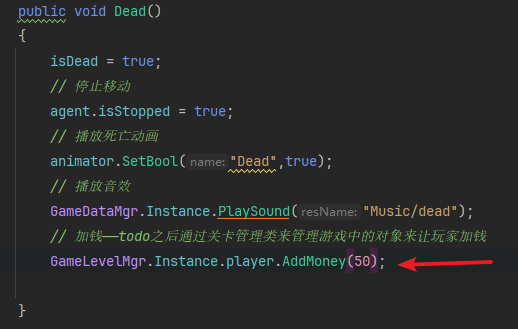 public void Dead()
{
isDead = true;
// 停止移动
agent.isStopped = true;
// 播放死亡动画
animator.SetBool( name: "Dead",true);
// 播放音效
GameDataMgr.Instance.PlaySound( resName: "Music/dead");
// 加钱——todo之后通过关卡管理类来管理游戏中的对象来让玩家加钱
GameLevelMgr.Instance.player.AddMoney(50);
}